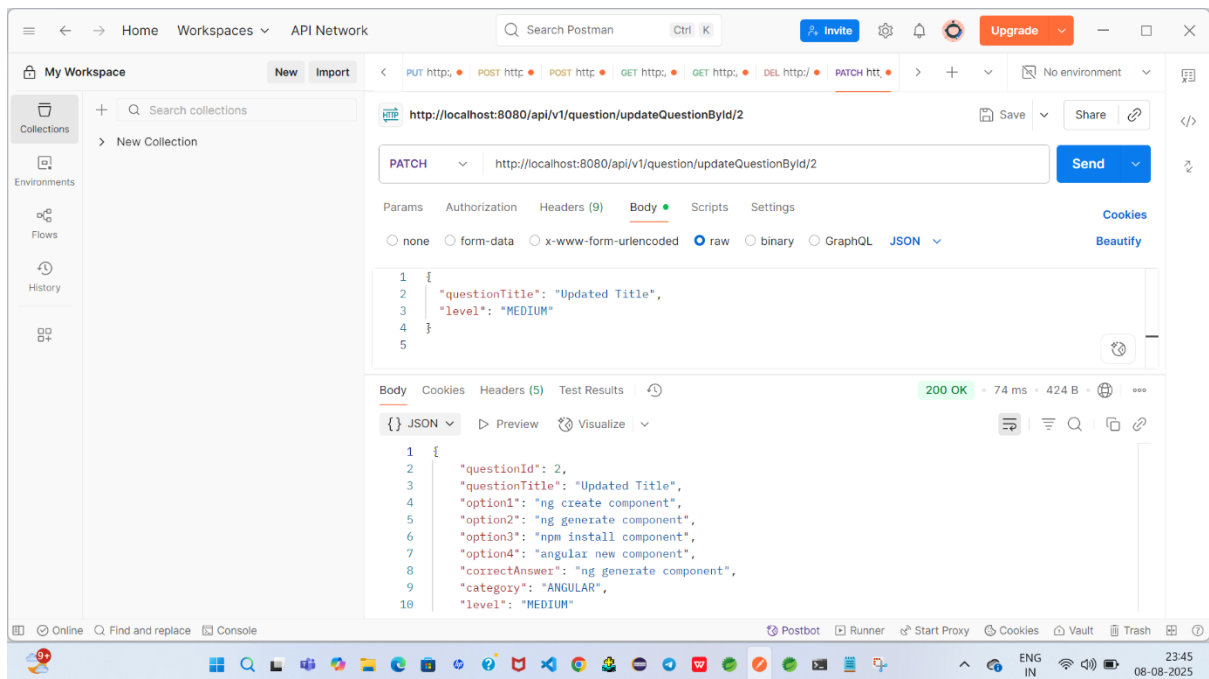 Home Workspaces API Network Search Postman Ctrl K Invite Upgrade
My Workspace New Import PUT http:, POST http POST http GET http:, GET http:, DEL http:/ PATCH htt, No environment
Collections
Environments
Flows
History
Search collections
New Collection
HTTP http://localhost:8080/api/v1/question/updateQuestionById/2 Save Share
PATCH http://localhost:8080/api/v1/question/updateQuestionById/2 Send
Params Authorization Headers (9) Body Scripts Settings Cookies
none form-data x-www-form-urlencoded raw binary GraphQL JSON Beautify
1 {
2 "questionTitle": "Updated Title",
3 "level": "MEDIUM"
4 }
5
Body Cookies Headers (5) Test Results 200 OK 74 ms 424 B
{} JSON Preview Visualize
1 {
2 "questionId": 2,
3 "questionTitle": "Updated Title",
4 "option1": "ng create component",
5 "option2": "ng generate component",
6 "option3": "npm install component",
7 "option4": "angular new component",
8 "correctAnswer": "ng generate component",
9 "category": "ANGULAR",
10 "level": "MEDIUM"
Online Find and replace Console Postbot Runner Start Proxy Cookies Vault Trash
9+ ENG 23:45
IN 08-08-2025